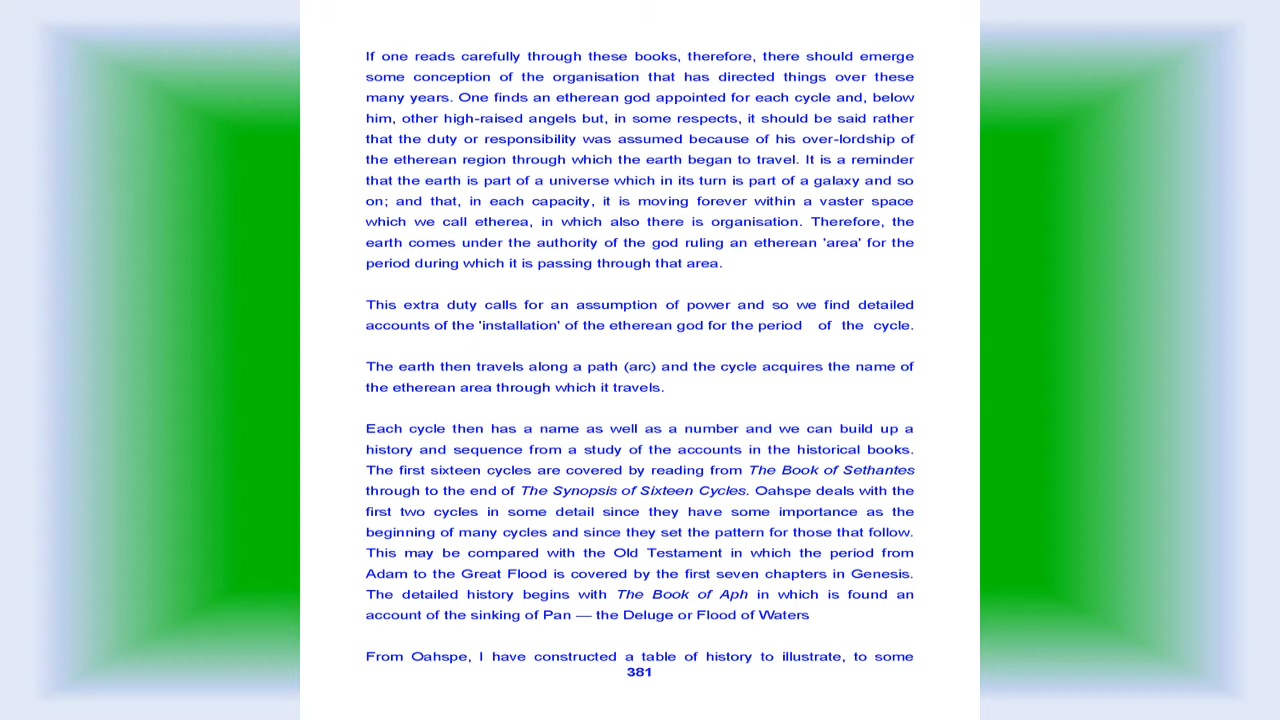 If one reads carefully through these books, therefore, there should emerge
some conception of the organisation that has directed things over these
many years. One finds an etherean god appointed for each cycle and, below
him, other high-raised angels but, in some respects, it should be said rather
that the duty or responsibility was assumed because of his over-lordship of
the etherean region through which the earth began to travel. It is a reminder
that the earth is part of a universe which in its turn is part of a galaxy and so
on; and that, in each capacity, it is moving forever within a vaster space
which we call etherea, in which also there is organisation. Therefore, the
earth comes under the authority of the god ruling an etherean 'area' for the
period during which it is passing through that area.
This extra duty calls for an assumption of power and so we find detailed
accounts of the 'installation' of the etherean god for the period of the cycle.
The earth then travels along a path (arc) and the cycle acquires the name of
the etherean area through which it travels.
Each cycle then has a name as well as a number and we can build up a
history and sequence from a study of the accounts in the historical books.
The first sixteen cycles are covered by reading from The Book of Sethantes
through to the end of The Synopsis of Sixteen Cycles. Oahspe deals with the
first two cycles in some detail since they have some importance as the
beginning of many cycles and since they set the pattern for those that follow.
This may be compared with the Old Testament in which the period from
Adam to the Great Flood is covered by the first seven chapters in Genesis.
The detailed history begins with The Book of Aph in which is found an
account of the sinking of Pan — the Deluge or Flood of Waters
From Oahspe, I have constructed a table of history to illustrate, to some
381